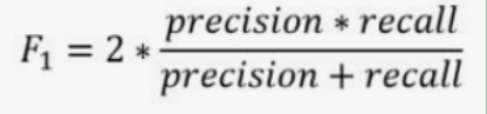 F₁ = 2 * precision * recall / precision + recall